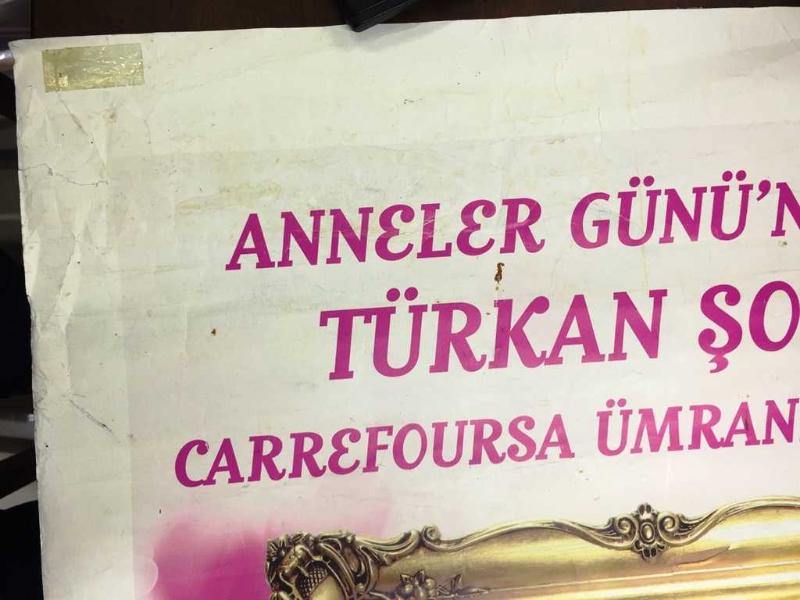 ANNELER GÜNÜ'N
TÜRKAN ŞO
CARREFOURSA ÜMRAN